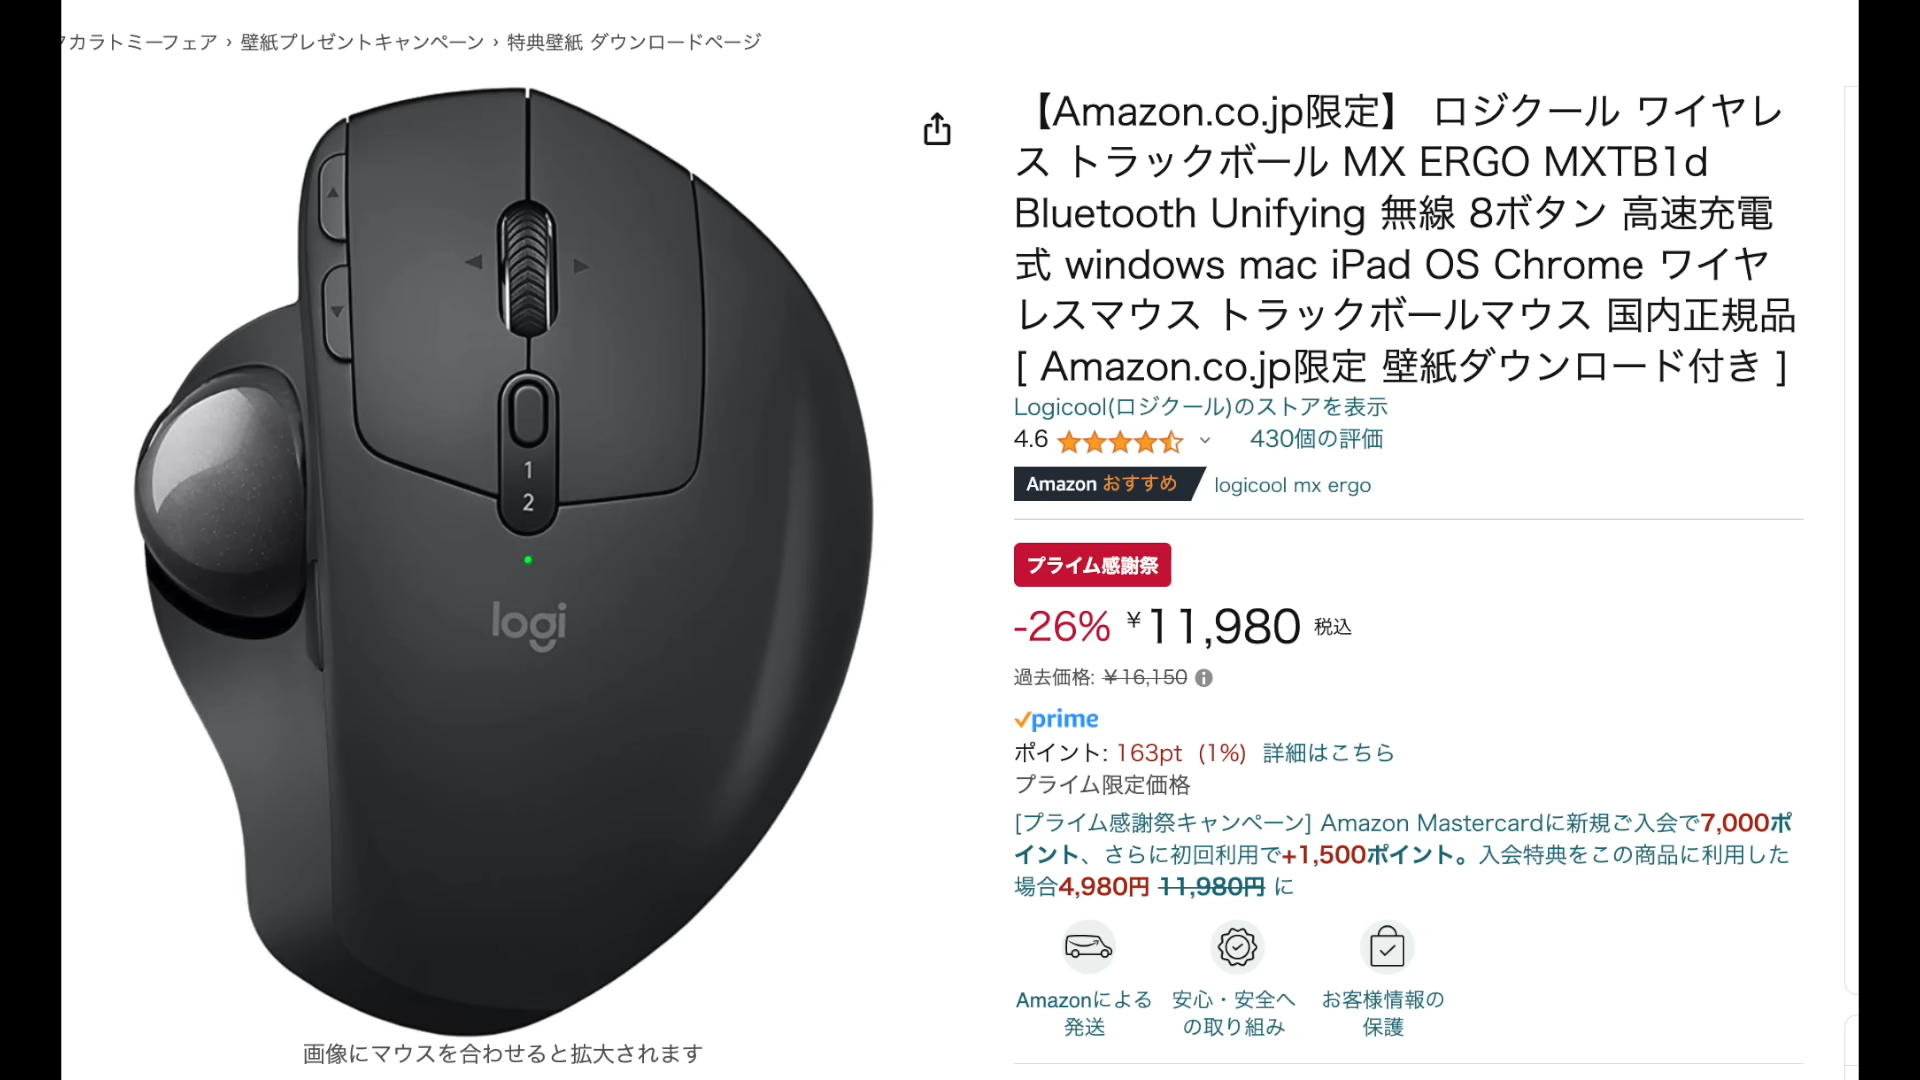 カラトミーフェア › 壁紙プレゼントキャンペーン › 特典壁紙 ダウンロードページ
1
2
logi
画像にマウスを合わせると拡大されます
【Amazon.co.jp限定】 ロジクール ワイヤレ
ス トラックボール MX ERGO MXTB1d
Bluetooth Unifying 無線 8ボタン 高速充電
式 windows mac iPad OS Chrome ワイヤ
レスマウス トラックボールマウス 国内正規品
[ Amazon.co.jp限定 壁紙ダウンロード付き ]
Logicool(ロジクール)のストアを表示
4.6 430個の評価
Amazon おすすめ logicool mx ergo
プライム感謝祭
-26% ¥11,980 税込
過去価格: ¥16,150
prime
ポイント: 163pt (1%) 詳細はこちら
プライム限定価格
[プライム感謝祭キャンペーン] Amazon Mastercardに新規ご入会で7,000ポ
イント、さらに初回利用で+1,500ポイント。入会特典をこの商品に利用した
場合4,980円 11,980円 に
Amazonによる
発送
安心・安全へ
の取り組み
お客様情報の
保護